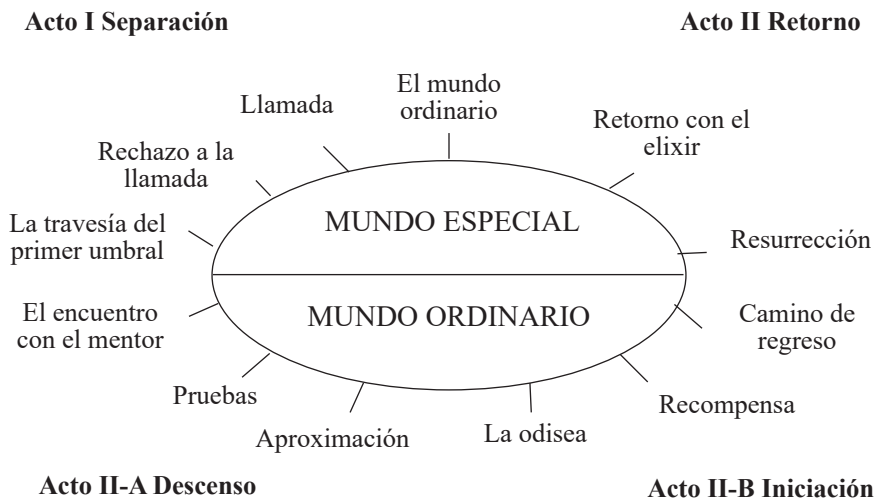 Acto I Separación
Acto II Retorno
El mundo
ordinario
Llamada
Retorno con el
elixir
Rechazo a la
llamada
La travesía del
primer umbral
MUNDO ESPECIAL
Resurrección
El encuentro
con el mentor
MUNDO ORDINARIO
Camino de
regreso
Pruebas
Recompensa
Aproximación
La odisea
Acto II-A Descenso
Acto II-B Iniciación